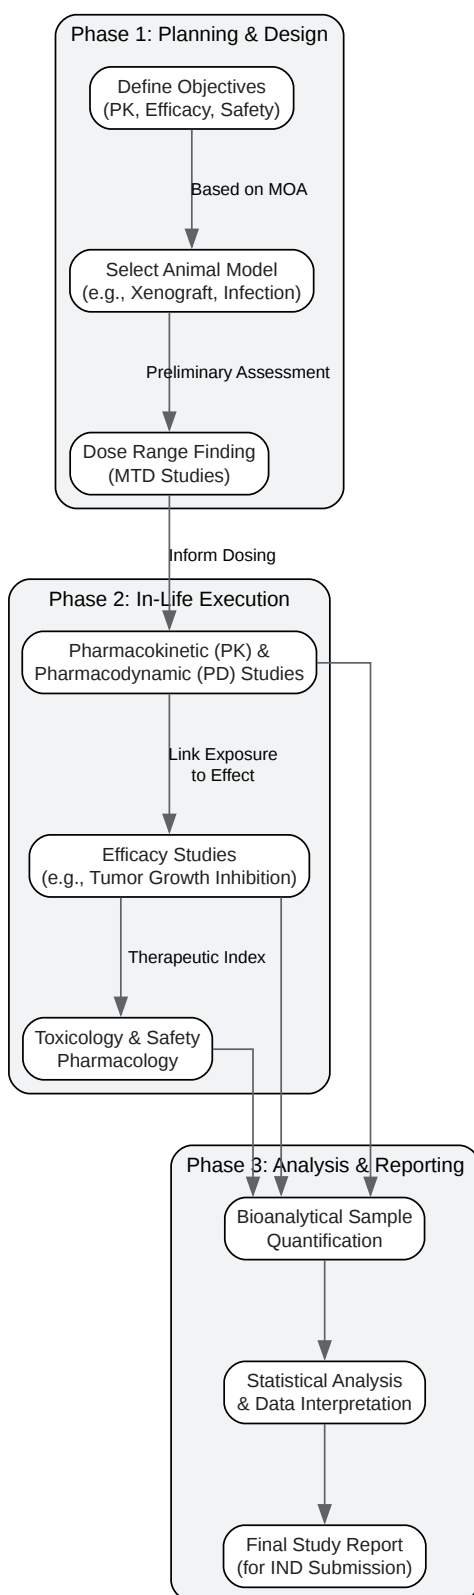 Phase 1: Planning & Design
Define Objectives
(PK, Efficacy, Safety)
Based on MOA
Select Animal Model
(e.g., Xenograft, Infection)
Preliminary Assessment
Dose Range Finding
(MTD Studies)
Inform Dosing
Phase 2: In-Life Execution
Pharmacokinetic (PK) &
Pharmacodynamic (PD) Studies
Link Exposure
to Effect
Efficacy Studies
(e.g., Tumor Growth Inhibition)
Therapeutic Index
Toxicology & Safety
Pharmacology
Phase 3: Analysis & Reporting
Bioanalytical Sample
Quantification
Statistical Analysis
& Data Interpretation
Final Study Report
(for IND Submission)